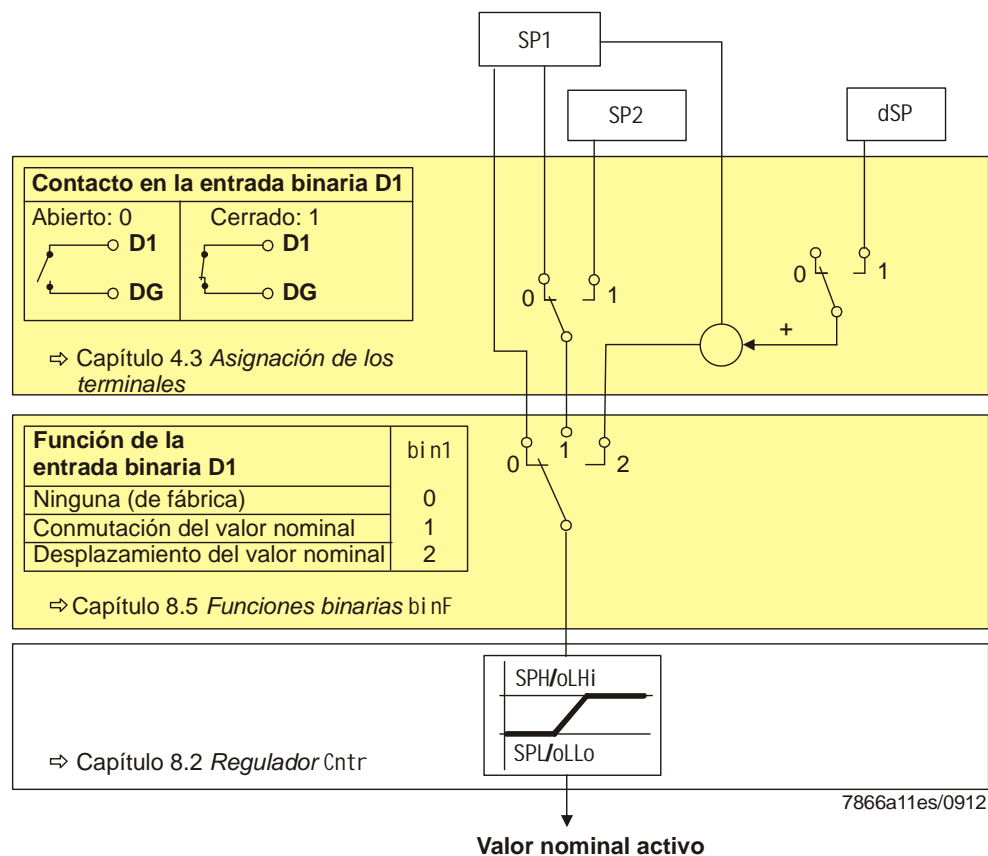 SP1
SP2
dSP
Contacto en la entrada binaria D1
Abierto: 0
Cerrado: 1
D1
D1
DG
DG
0
1
0
1
+
⇨ Capítulo 4.3 Asignación de los
terminales
Función de la
entrada binaria D1
bin1
Ninguna (de fábrica)
0
Conmutación del valor nominal
1
Desplazamiento del valor nominal
2
0
1
2
⇨ Capítulo 8.5 Funciones binarias binF
SPH/oLHi
SPL/oLLo
⇨ Capítulo 8.2 Regulador Cntr
7866a11es/0912
Valor nominal activo